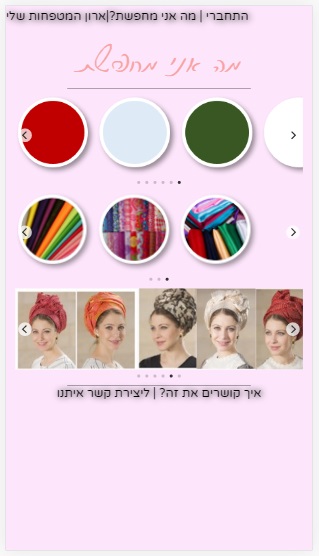 התחברי | מה אני מחפשת?|ארון המטפחות שלי
מה אני מחפשת
איך קושרים את זה? | ליצירת קשר איתנו